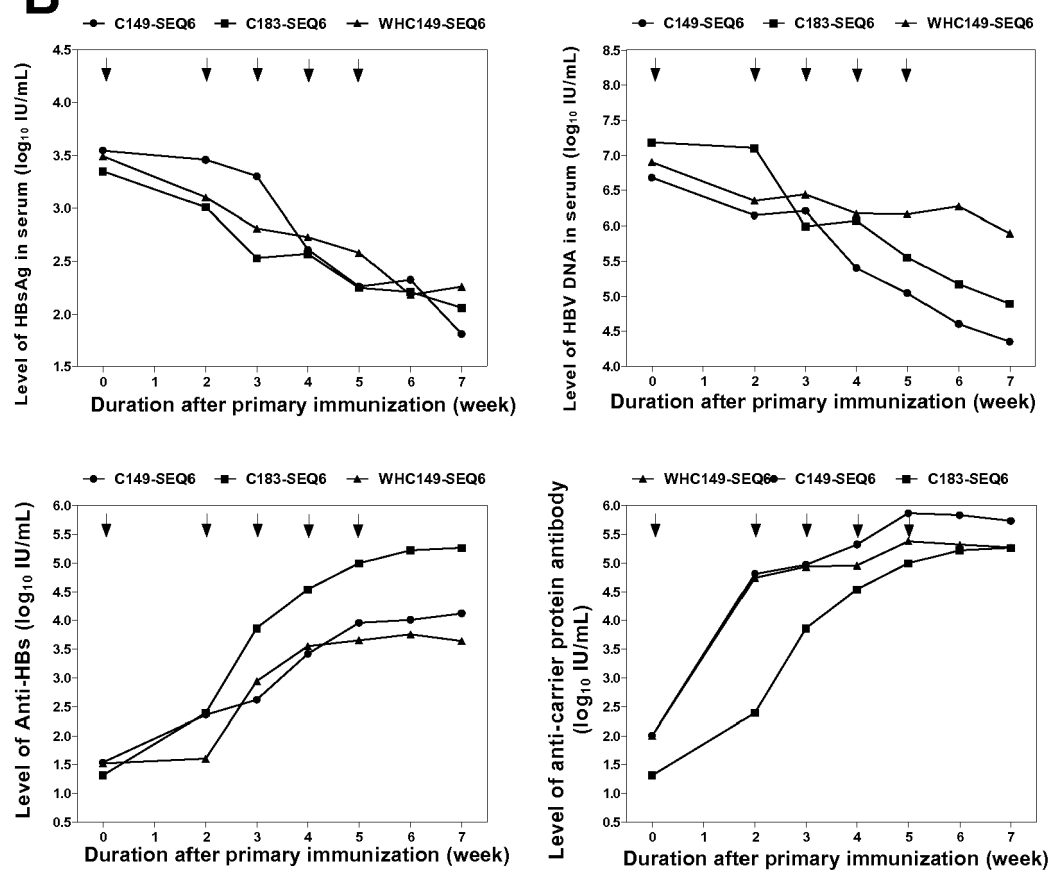 B
C149-SEQ6 C183-SEQ6 WHC149-SEQ6
Level of HBsAg in serum (log₁₀ IU/mL)
4.5
4.0
3.5
3.0
2.5
2.0
1.5
0 1 2 3 4 5 6 7
Duration after primary immunization (week)
C149-SEQ6 C183-SEQ6 WHC149-SEQ6
Level of HBV DNA in serum (log₁₀ IU/mL)
8.5
8.0
7.5
7.0
6.5
6.0
5.5
5.0
4.5
4.0
0 1 2 3 4 5 6 7
Duration after primary immunization (week)
C149-SEQ6 C183-SEQ6 WHC149-SEQ6
Level of Anti-HBs (log₁₀ IU/mL)
6.0
5.5
5.0
4.5
4.0
3.5
3.0
2.5
2.0
1.5
1.0
0.5
0 1 2 3 4 5 6 7
Duration after primary immunization (week)
WHC149-SEQ6 C149-SEQ6 C183-SEQ6
Level of anti-carrier protein antibody
(log₁₀ IU/mL)
6.0
5.5
5.0
4.5
4.0
3.5
3.0
2.5
2.0
1.5
1.0
0.5
0 1 2 3 4 5 6 7
Duration after primary immunization (week)